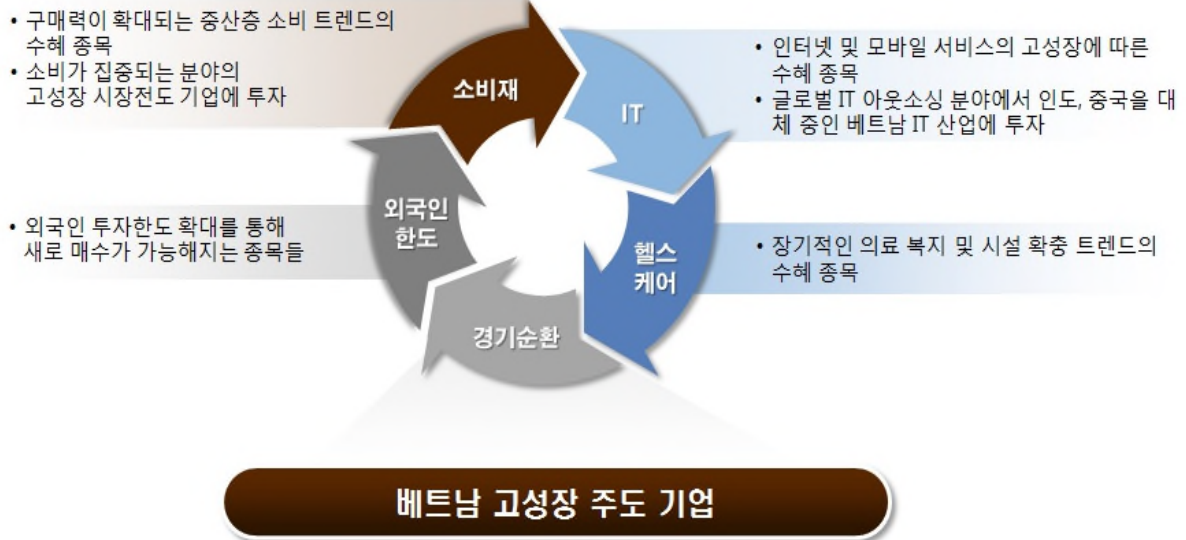 • 구매력이 확대되는 중산층 소비 트렌드의
수혜 종목
• 소비가 집중되는 분야의
고성장 시장전도 기업에 투자
소비재
IT
• 인터넷 및 모바일 서비스의 고성장에 따른
수혜 종목
• 글로벌 IT 아웃소싱 분야에서 인도, 중국을 대
체 중인 베트남 IT 산업에 투자
외국인
한도
• 외국인 투자한도 확대를 통해
새로 매수가 가능해지는 종목들
헬스
케어
• 장기적인 의료 복지 및 시설 확충 트렌드의
수혜 종목
경기순환
베트남 고성장 주도 기업